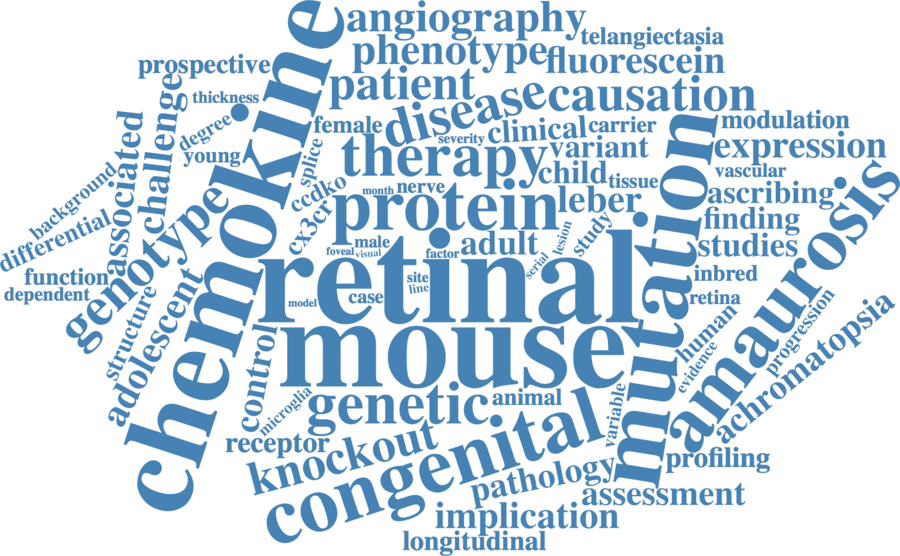 angiography
telangiectasia
phenotype
fluorescein
prospective
patient
disease
causation
thickness
chemokine
challenge
degree
female
severity
clinical
carrier
modulation
young
splice
therapy
variant
expression
associated
background
ccdko
month
nerve
child
tissue
vascular
genotype
cx3cr
protein
leber
ascribing
mutation
differential
male
foveal
visual
factor
adult
lesion
study
finding
studies
amaurosis
function
dependent
retinal
serial
site
line
inbred
model
case
retina
structure
adolescent
control
mouse
human
evidence
progression
achromatopsia
microglia
genetic
animal
variable
receptor
knockout
congenital
pathology
profiling
assessment
implication
longitudinal